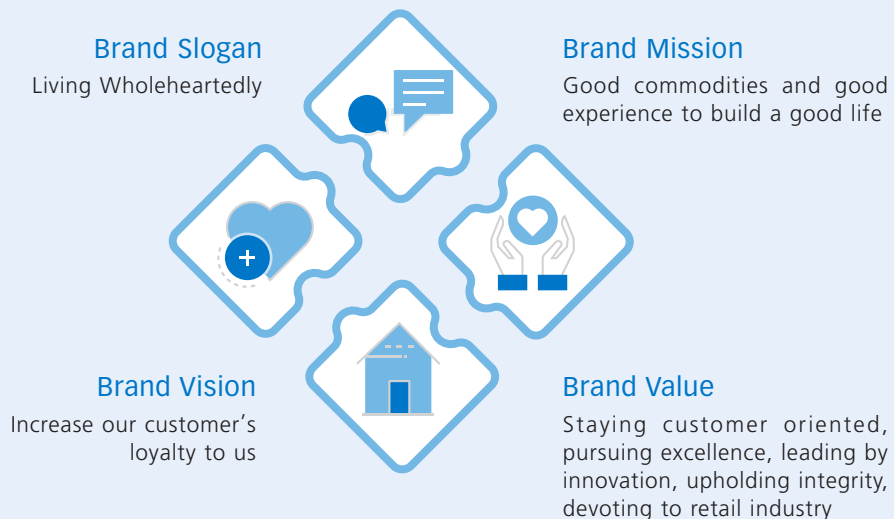 Brand Slogan
Living Wholeheartedly
Brand Mission
Good commodities and good
experience to build a good life
Brand Vision
Increase our customer’s
loyalty to us
Brand Value
Staying customer oriented,
pursuing excellence, leading by
innovation, upholding integrity,
devoting to retail industry